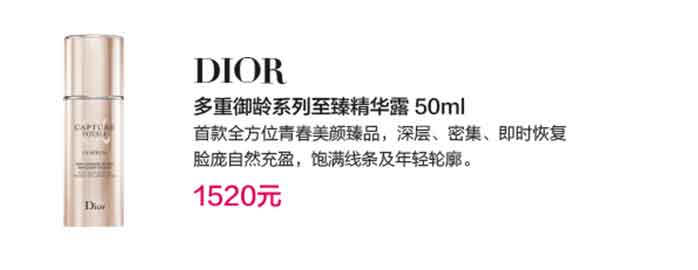 DIOR
多重御龄系列至臻精华露 50ml
首款全方位青春美颜臻品，深层、密集、即时恢复
脸庞自然充盈，饱满线条及年轻轮廓。
1520元
CAPTURE
Dior